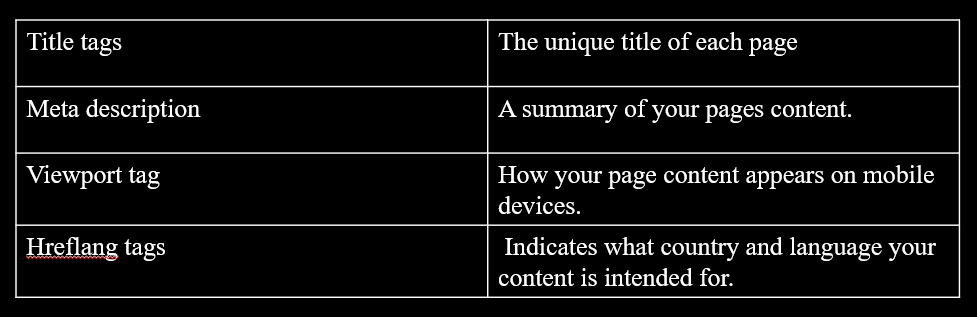 Title tags
The unique title of each page
Meta description
A summary of your pages content.
Viewport tag
How your page content appears on mobile
devices.
Hreflang tags
Indicates what country and language your
content is intended for.